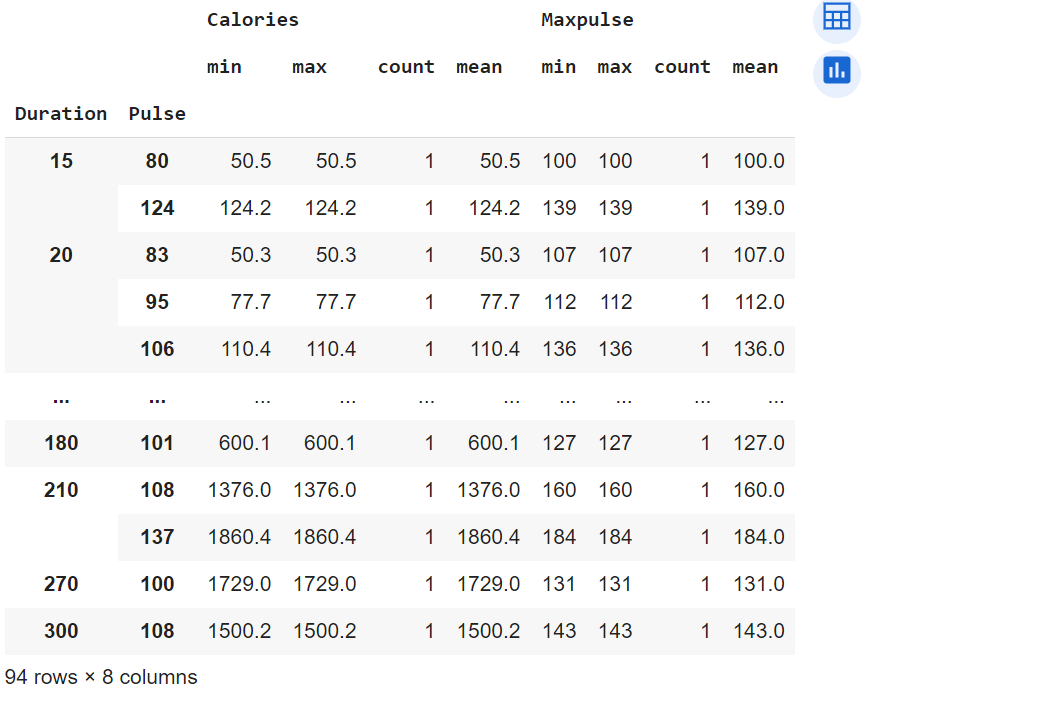 Calories Maxpulse
min max count mean min max count mean
Duration Pulse
15 80 50.5 50.5 1 50.5 100 100 1 100.0
124 124.2 124.2 1 124.2 139 139 1 139.0
20 83 50.3 50.3 1 50.3 107 107 1 107.0
95 77.7 77.7 1 77.7 112 112 1 112.0
106 110.4 110.4 1 110.4 136 136 1 136.0
... ... ... ... ... ... ... ... ... ...
180 101 600.1 600.1 1 600.1 127 127 1 127.0
210 108 1376.0 1376.0 1 1376.0 160 160 1 160.0
137 1860.4 1860.4 1 1860.4 184 184 1 184.0
270 100 1729.0 1729.0 1 1729.0 131 131 1 131.0
300 108 1500.2 1500.2 1 1500.2 143 143 1 143.0
94 rows × 8 columns